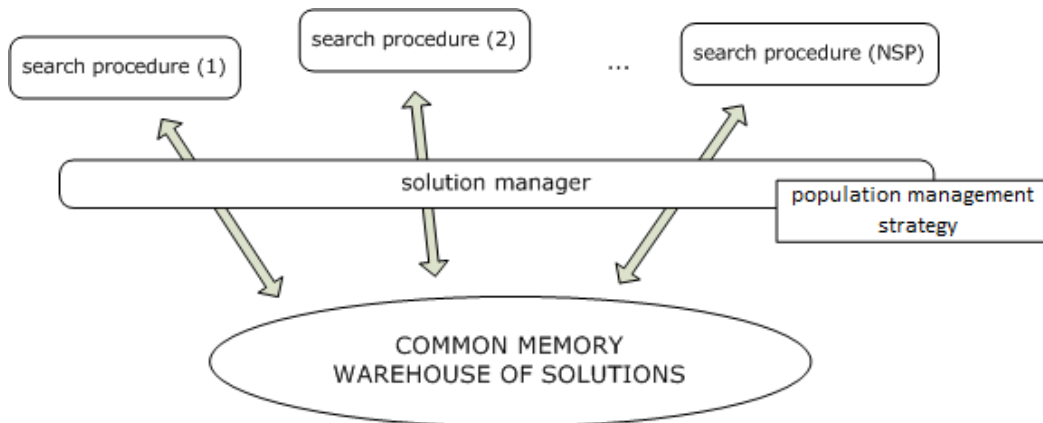 search procedure (1)
search procedure (2)
...
search procedure (NSP)
solution manager
population management
strategy
COMMON MEMORY
WAREHOUSE OF SOLUTIONS